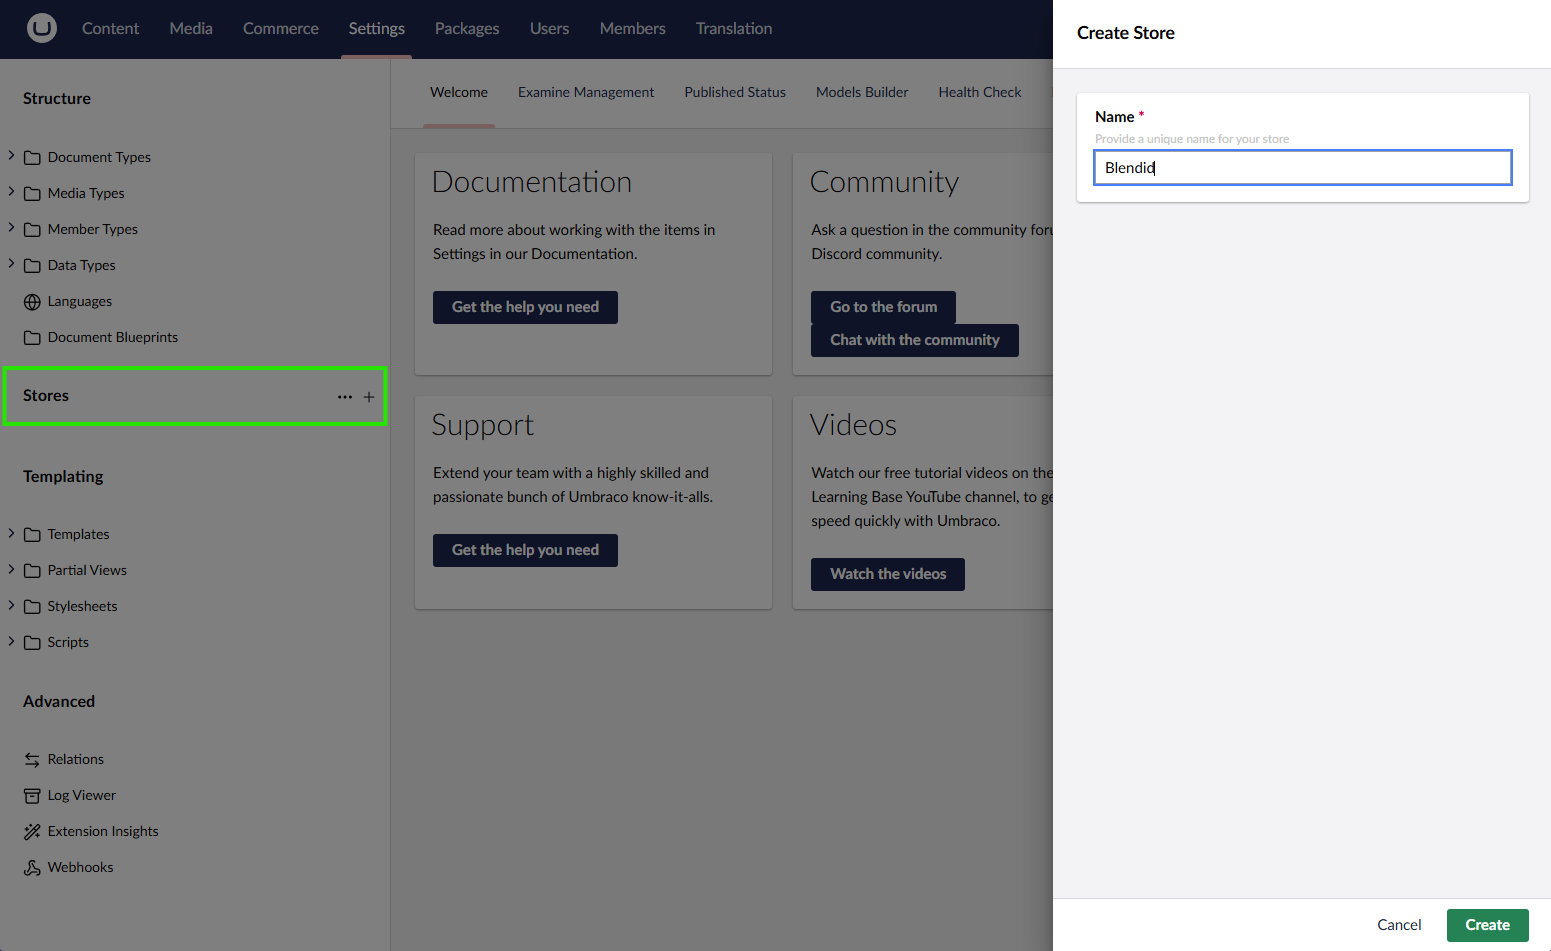 Content Media Commerce Settings Packages Users Members Translation
Structure
Document Types
Media Types
Member Types
Data Types
Languages
Document Blueprints
Stores
Templating
Templates
Partial Views
Stylesheets
Scripts
Advanced
Relations
Log Viewer
Extension Insights
Webhooks
Welcome Examine Management Published Status Models Builder Health Check
Documentation
Read more about working with the items in
Settings in our Documentation.
Get the help you need
Community
Ask a question in the community
Discord community.
Go to the forum
Chat with the community
Support
Extend your team with a highly skilled and
passionate bunch of Umbraco know-it-alls.
Get the help you need
Videos
Watch our free tutorial videos on the
Learning Base YouTube channel, to
speed quickly with Umbraco.
Watch the videos
Create Store
Name *
Provide a unique name for your store
Blendid
Cancel
Create